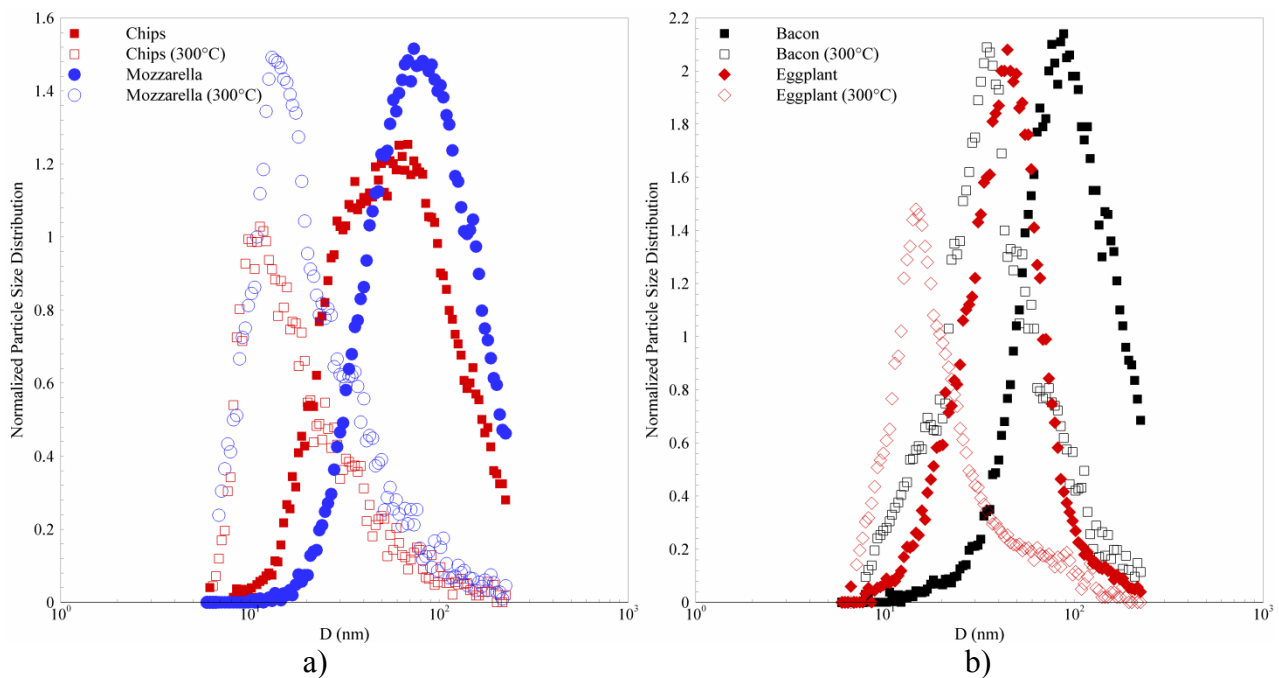 1.6
1.4
1.2
1
0.8
0.6
0.4
0.2
0
Normalized Particle Size Distribution
Chips
Chips (300°C)
Mozzarella
Mozzarella (300°C)
10⁰ 10¹ 10² 10³
D (nm)
a)
2.2
2
1.8
1.6
1.4
1.2
1
0.8
0.6
0.4
0.2
0
Normalized Particle Size Distribution
Bacon
Bacon (300°C)
Eggplant
Eggplant (300°C)
10⁰ 10¹ 10² 10³
D (nm)
b)